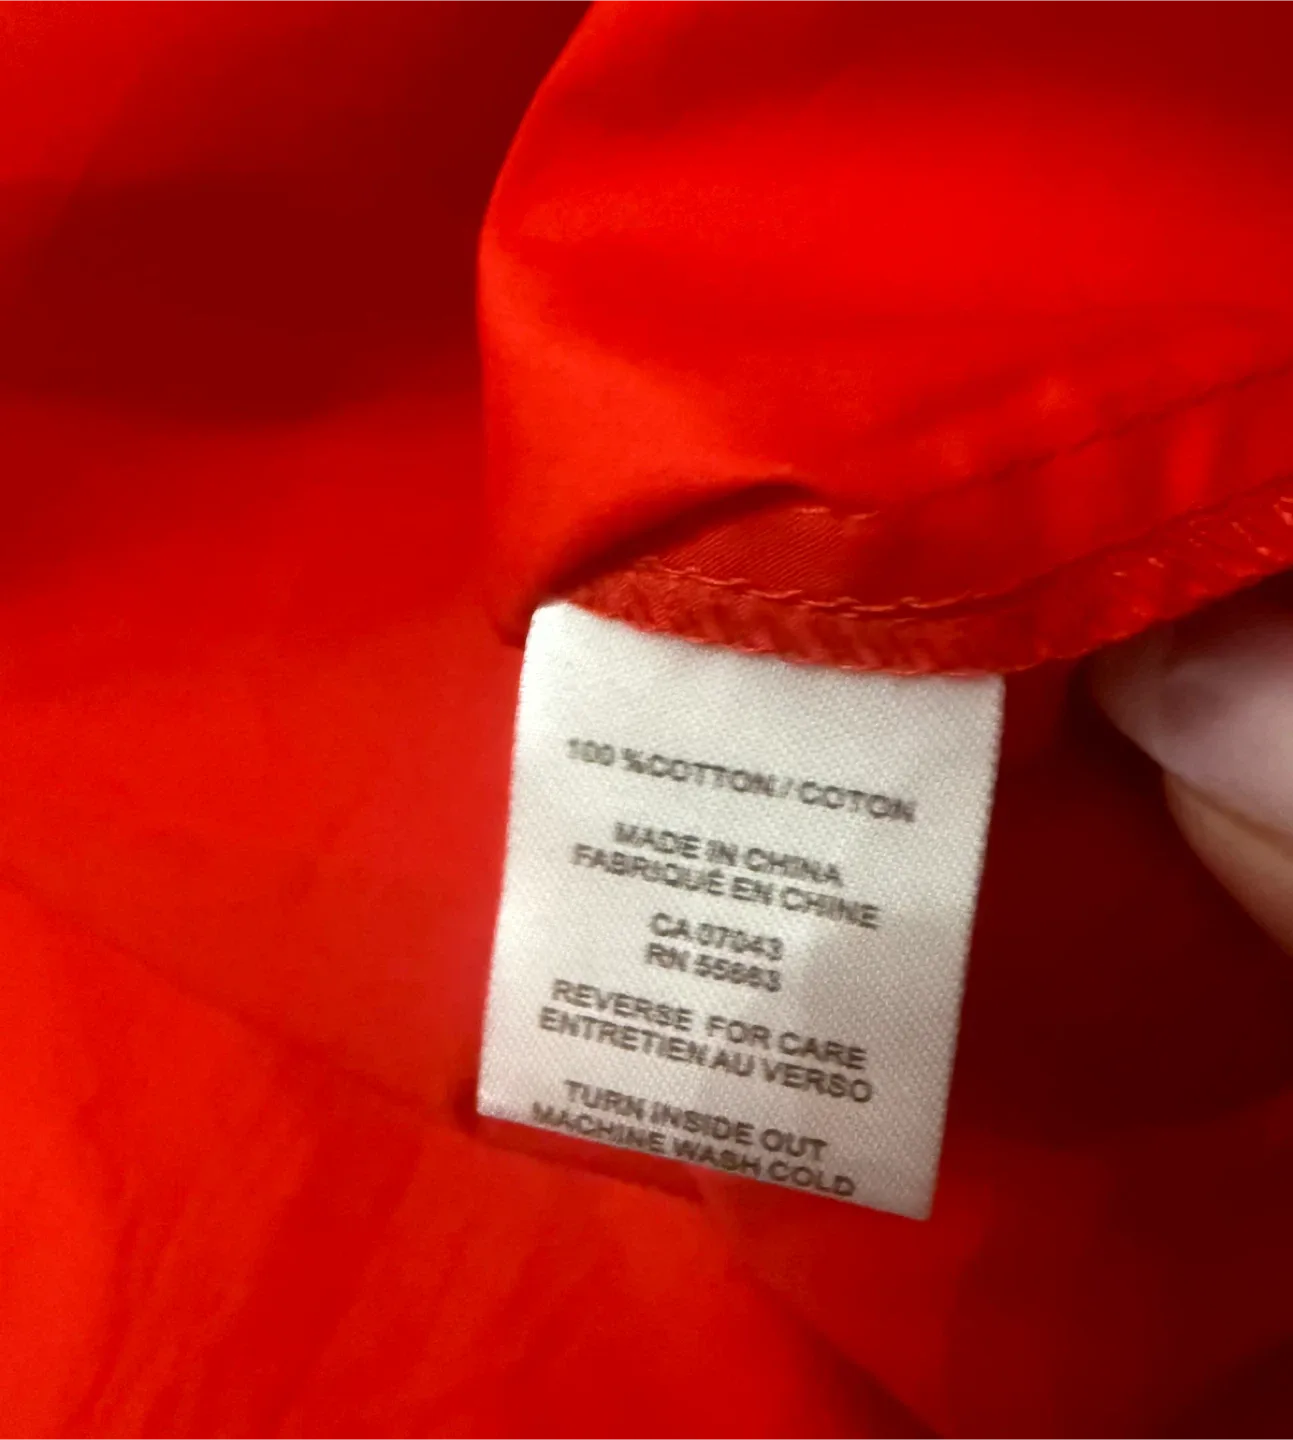 100 %COTTON / COTON
MADE IN CHINA
FABRIQUÉ EN CHINE
CA 07043
RN
REVERSE FOR CARE
ENTRETIEN AU VERSO
TURN INSIDE OUT
MACHINE WASH COLD